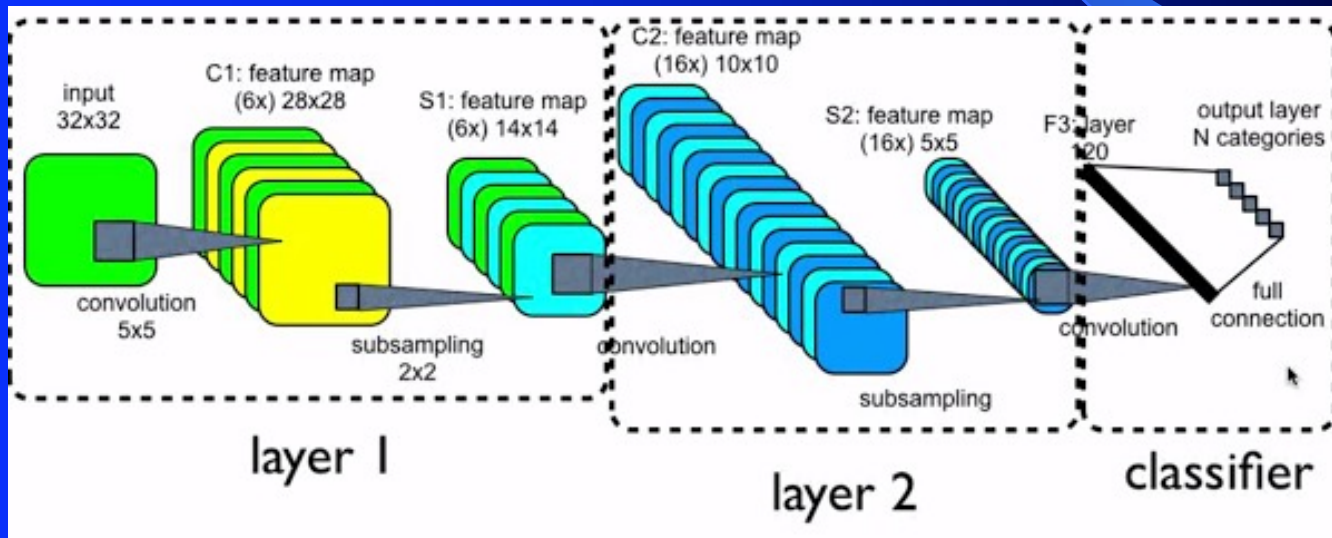 input
32x32
C1: feature map
(6x) 28x28
S1: feature map
(6x) 14x14
convolution
5x5
subsampling
2x2
convolution
layer 1
C2: feature map
(16x) 10x10
S2: feature map
(16x) 5x5
subsampling
layer 2
F3: layer
120
output layer
N categories
convolution
full
connection
classifier